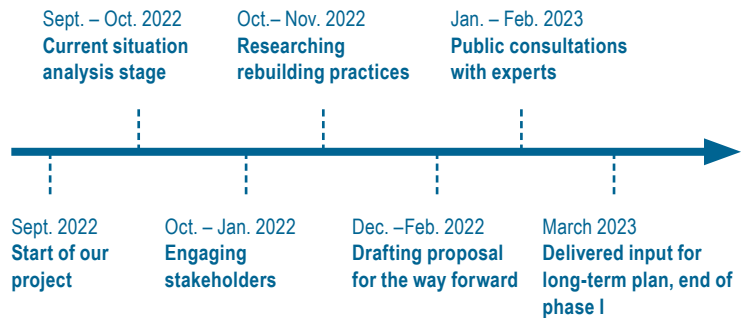 Sept. – Oct. 2022
Current situation
analysis stage
Oct.– Nov. 2022
Researching
rebuilding practices
Jan. – Feb. 2023
Public consultations
with experts
Sept. 2022
Start of our
project
Oct. – Jan. 2022
Engaging
stakeholders
Dec. –Feb. 2022
Drafting proposal
for the way forward
March 2023
Delivered input for
long-term plan, end of
phase I